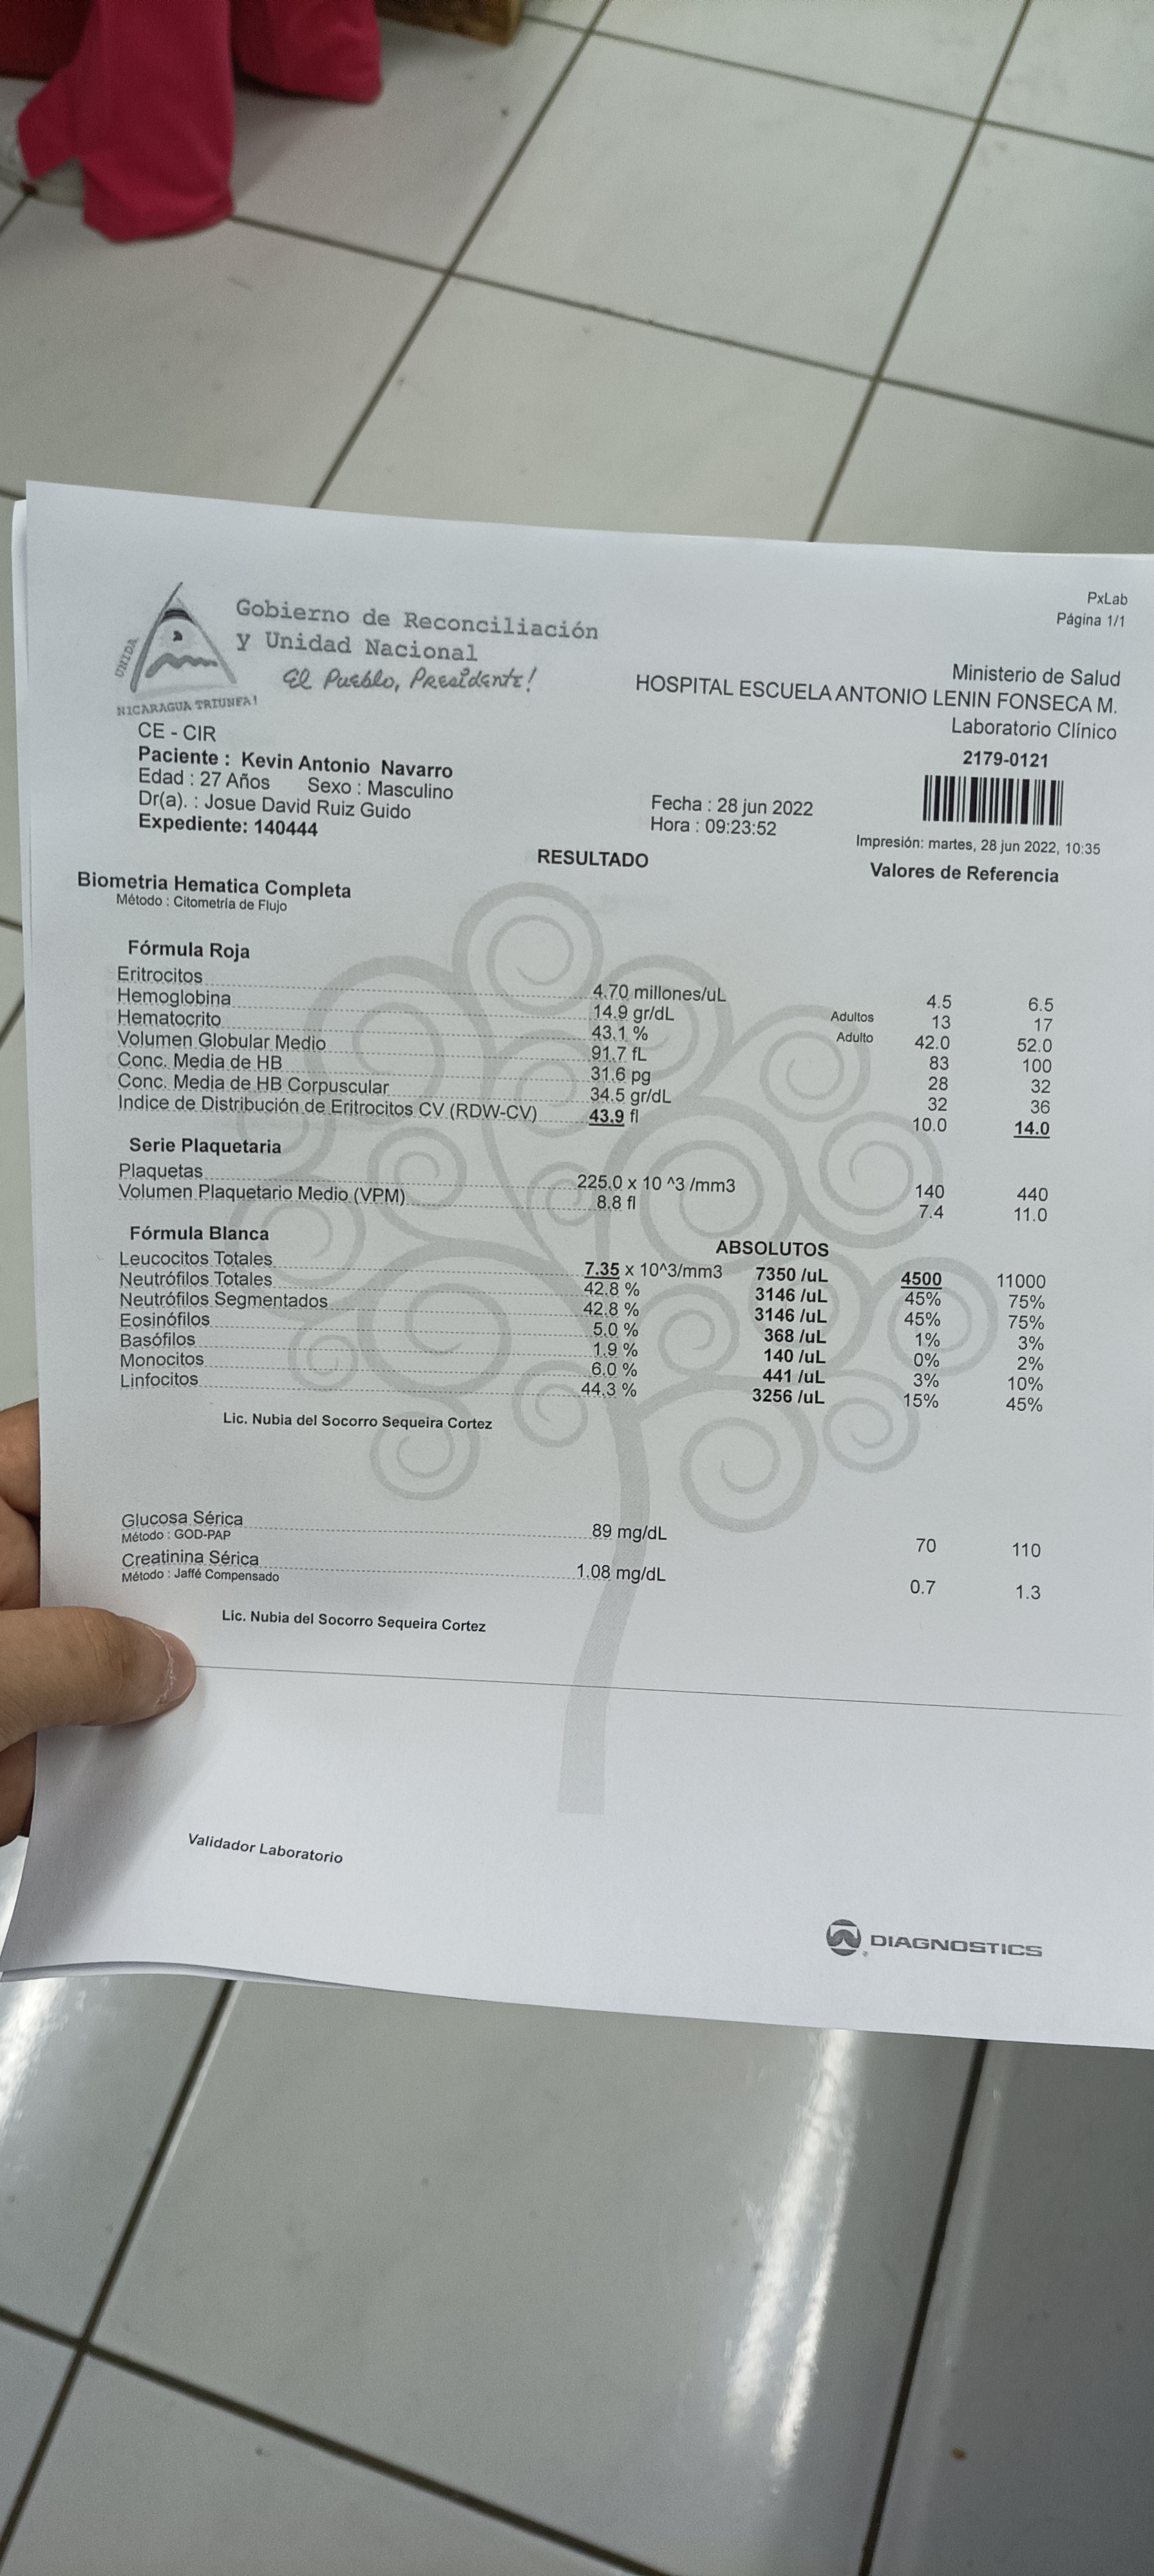 PxLab
Página 1/1
Gobierno de Reconciliación
y Unidad Nacional
El Pueblo, Presidente!
UNIDA
NICARAGUA TRIUNFA!
Ministerio de Salud
HOSPITAL ESCUELA ANTONIO LENIN FONSECA M.
Laboratorio Clínico
2179-0121
CE - CIR
Paciente : Kevin Antonio Navarro
Edad : 27 Años Sexo : Masculino
Dr(a). : Josue David Ruiz Guido
Expediente: 140444
Fecha : 28 jun 2022
Hora : 09:23:52
Impresión: martes, 28 jun 2022, 10:35
RESULTADO Valores de Referencia
Biometria Hematica Completa
Método : Citometría de Flujo
Fórmula Roja
Eritrocitos 4.70 millones/uL 4.5 6.5
Hemoglobina 14.9 gr/dL Adultos 13 17
Hematocrito 43.1 % Adulto 42.0 52.0
Volumen Globular Medio 91.7 fL 83 100
Conc. Media de HB 31.6 pg 28 32
Conc. Media de HB Corpuscular 34.5 gr/dL 32 36
Indice de Distribución de Eritrocitos CV (RDW-CV) 43.9 fl 10.0 14.0
Serie Plaquetaria
Plaquetas 225.0 x 10 ^3 /mm3 140 440
Volumen Plaquetario Medio (VPM) 8.8 fl 7.4 11.0
Fórmula Blanca ABSOLUTOS
Leucocitos Totales 7.35 x 10^3/mm3 7350 /uL 4500 11000
Neutrófilos Totales 42.8 % 3146 /uL 45% 75%
Neutrófilos Segmentados 42.8 % 3146 /uL 45% 75%
Eosinófilos 5.0 % 368 /uL 1% 3%
Basófilos 1.9 % 140 /uL 0% 2%
Monocitos 6.0 % 441 /uL 3% 10%
Linfocitos 44.3 % 3256 /uL 15% 45%
Lic. Nubia del Socorro Sequeira Cortez
Glucosa Sérica 89 mg/dL 70 110
Método : GOD-PAP
Creatinina Sérica 1.08 mg/dL 0.7 1.3
Método : Jaffé Compensado
Lic. Nubia del Socorro Sequeira Cortez
Validador Laboratorio
DIAGNOSTICS